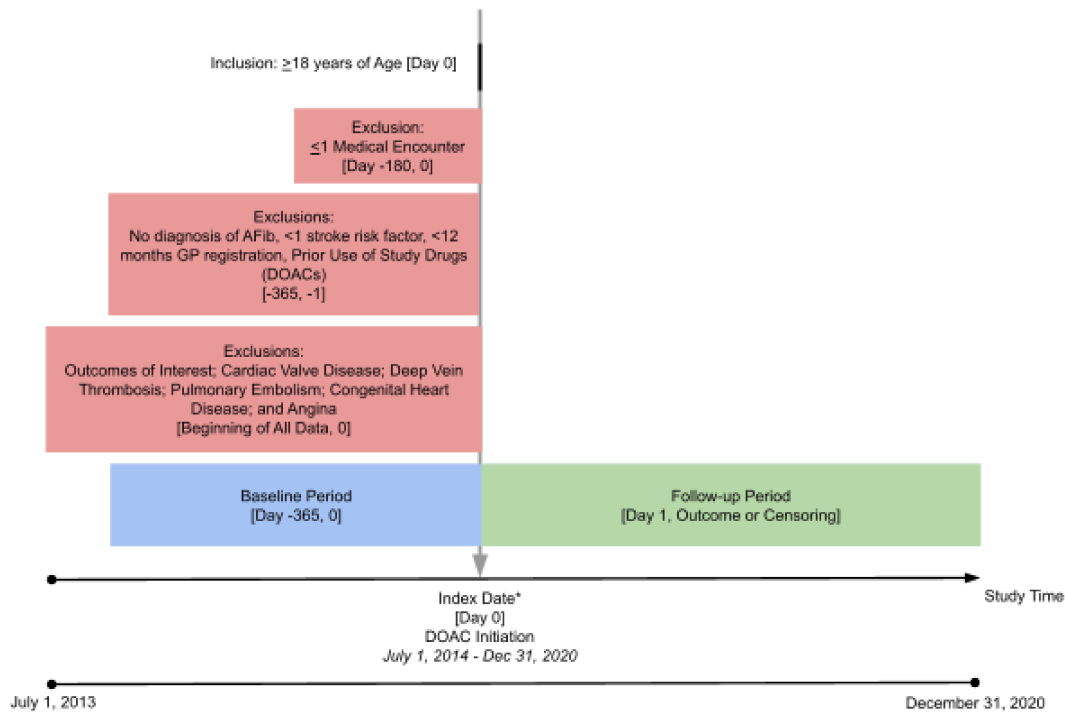 Inclusion: ≥18 years of Age [Day 0]
Exclusion:
≤1 Medical Encounter
[Day -180, 0]
Exclusions:
No diagnosis of AFib, <1 stroke risk factor, <12
months GP registration, Prior Use of Study Drugs
(DOACs)
[-365, -1]
Exclusions:
Outcomes of Interest; Cardiac Valve Disease; Deep Vein
Thrombosis; Pulmonary Embolism; Congenital Heart
Disease; and Angina
[Beginning of All Data, 0]
Baseline Period
[Day -365, 0]
Follow-up Period
[Day 1, Outcome or Censoring]
Study Time
Index Date*
[Day 0]
DOAC Initiation
July 1, 2014 - Dec 31, 2020
July 1, 2013
December 31, 2020